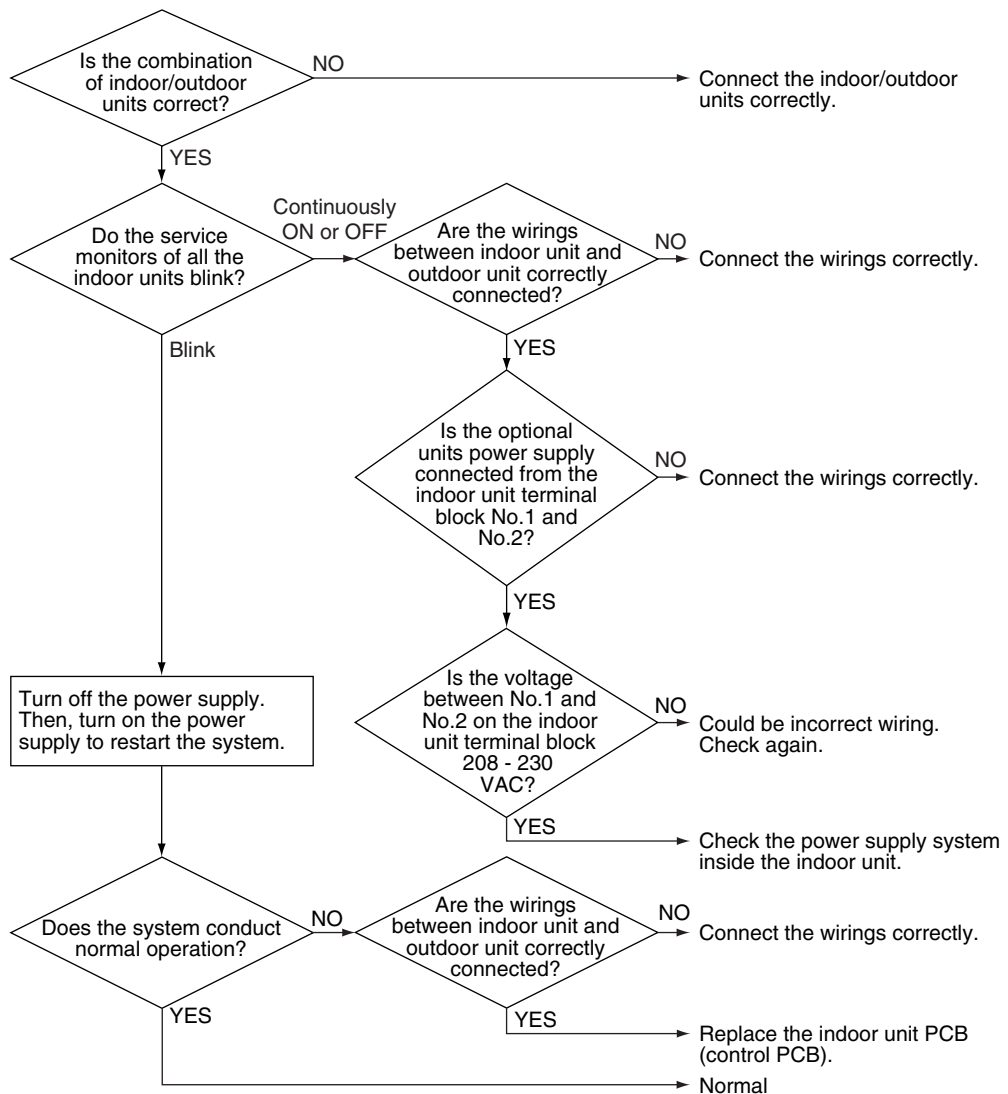 Is the combination
of indoor/outdoor
units correct?
NO
Connect the indoor/outdoor
units correctly.
YES
Do the service
monitors of all the
indoor units blink?
Continuously
ON or OFF
Are the wirings
between indoor unit and
outdoor unit correctly
connected?
NO
Connect the wirings correctly.
Blink
YES
Is the optional
units power supply
connected from the
indoor unit terminal
block No.1 and
No.2?
NO
Connect the wirings correctly.
YES
Turn off the power supply.
Then, turn on the power
supply to restart the system.
Is the voltage
between No.1 and
No.2 on the indoor
unit terminal block
208 - 230
VAC?
NO
Could be incorrect wiring.
Check again.
YES
Check the power supply system
inside the indoor unit.
Does the system conduct
normal operation?
NO
Are the wirings
between indoor unit and
outdoor unit correctly
connected?
NO
Connect the wirings correctly.
YES
YES
Replace the indoor unit PCB
(control PCB).
Normal